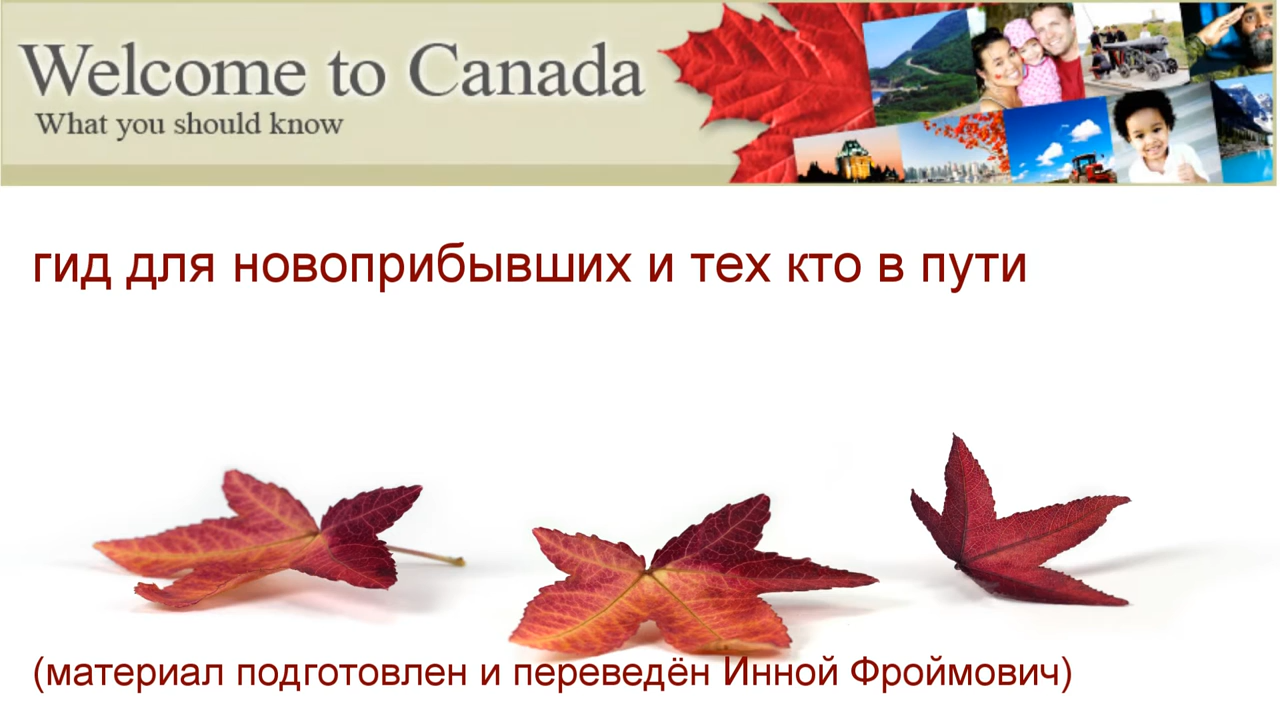 Welcome to Canada
What you should know
гид для новоприбывших и тех кто в пути
(материал подготовлен и переведён Инной Фроймович)